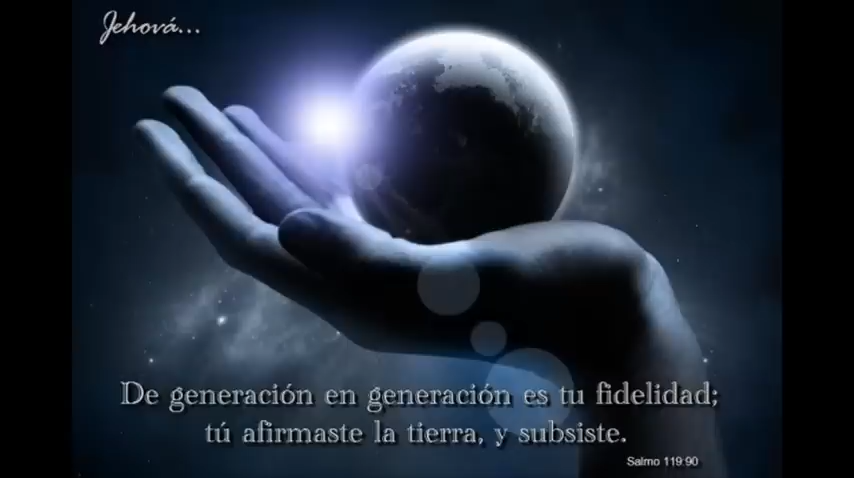 Jehová...
De generación en generación es tu fidelidad;
tú afirmaste la tierra, y subsiste.
Salmo 119:90